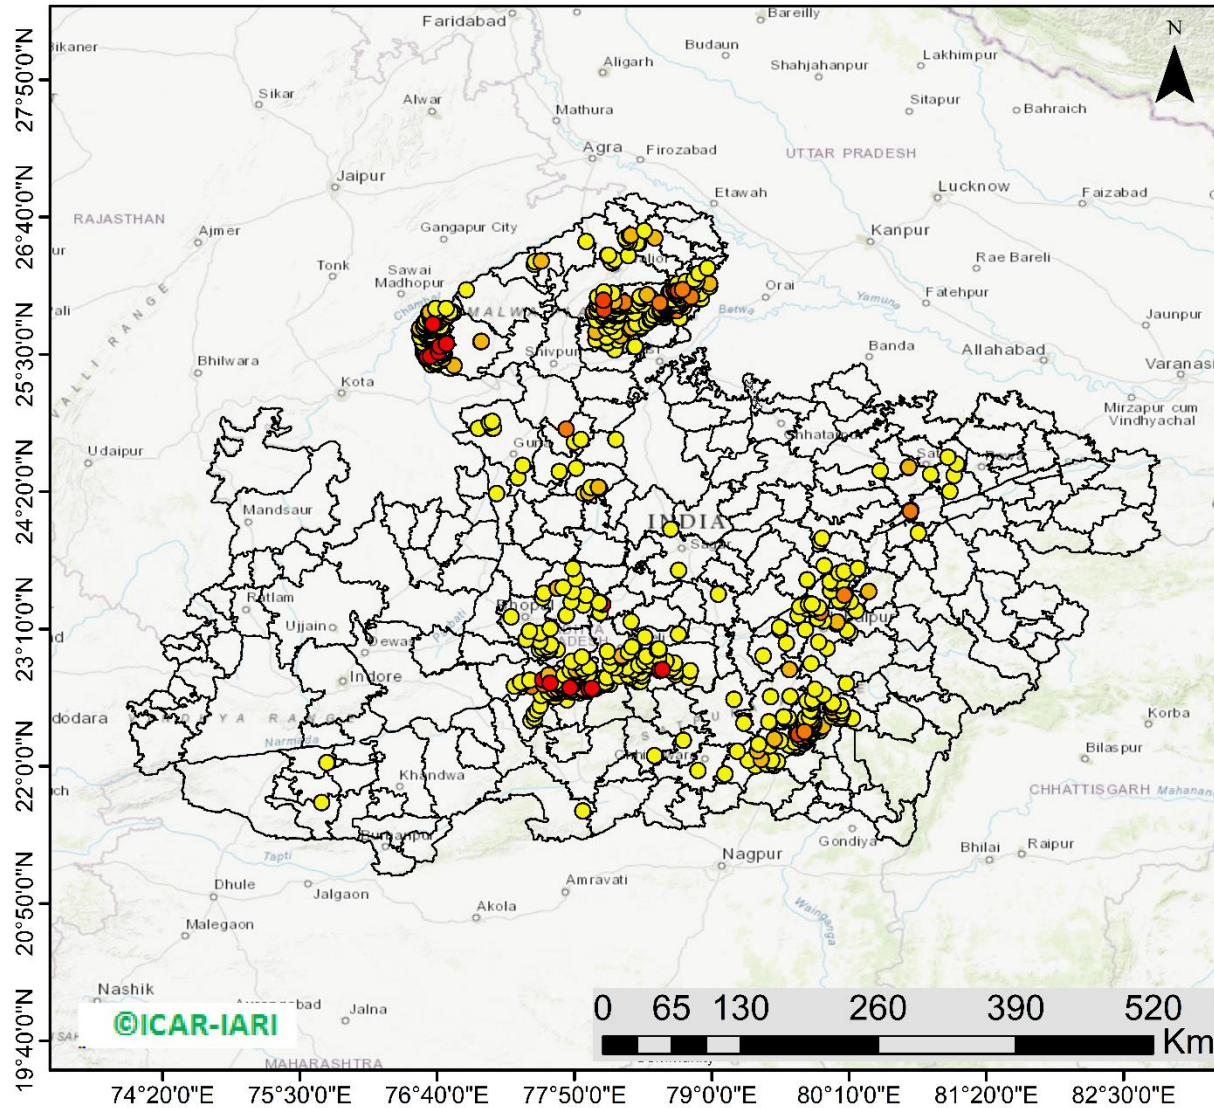 27°50'0"N
26°40'0"N
25°30'0"N
24°20'0"N
23°10'0"N
22°0'0"N
20°50'0"N
19°40'0"N
Faridabad
Bareilly
N
Bikaner
Budaun
Aligarh
Shahjahanpur
Lakhimpur
Sikar
Alwar
Mathura
Sitapur
Bahraich
Agra
Firozabad
UTTAR PRADESH
Jaipur
Etawah
Lucknow
Faizabad
RAJASTHAN
Ajmer
Gangapur City
Kanpur
Tonk
Sawai
Madhopur
Rae Bareli
Orai
Fatehpur
Chambal
Yamuna
MALWA
Betwa
Jaunpur
Shivpur
Banda
Allahabad
Bhilwara
Varanasi
Kota
Mirzapur cum
Vindhyachal
VALLI RANGE
Guna
Udaipur
Mandsaur
INDIA
Sagar
Ratlam
Bhopal
Ujjain
Dewas
Indore
Korba
Narmada
Bilaspur
Khandwa
CHHATTISGARH
Burhanpur
Gondiya
Tapti
Nagpur
Bhilai
Raipur
Dhule
Jalgaon
Amravati
Akola
Malegaon
Wainganga
Nashik
Jalna
©ICAR-IARI
MAHARASHTRA
0 65 130 260 390 520
Km
74°20'0"E 75°30'0"E 76°40'0"E 77°50'0"E 79°0'0"E 80°10'0"E 81°20'0"E 82°30'0"E